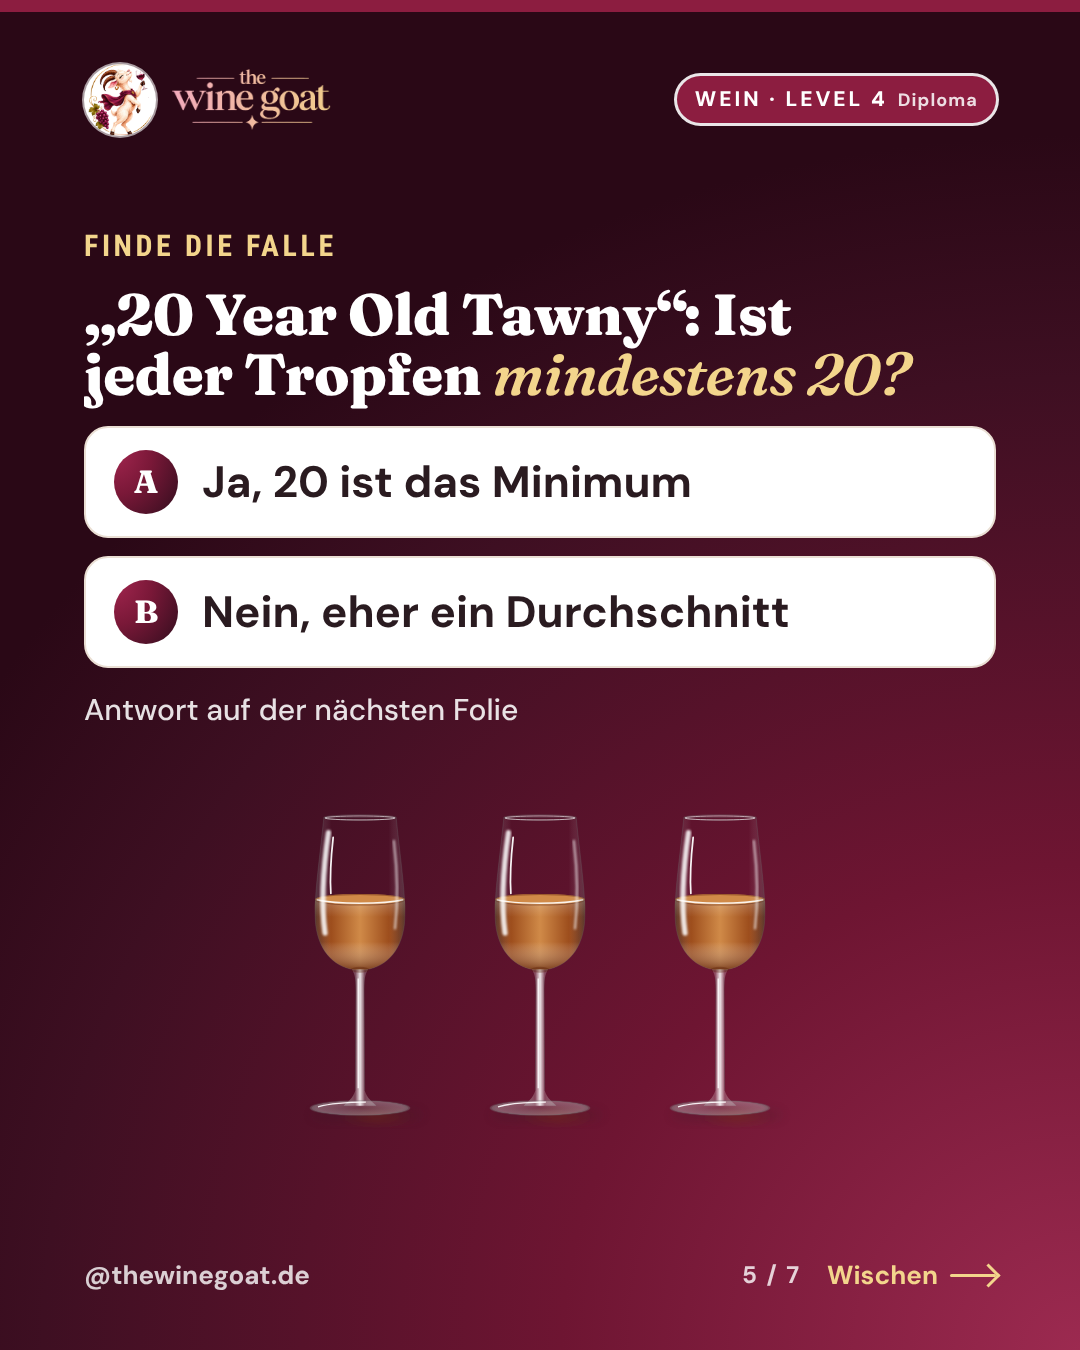 the
wine goat
WEIN · LEVEL 4 Diploma
FINDE DIE FALLE
„20 Year Old Tawny“: Ist
jeder Tropfen mindestens 20?
A Ja, 20 ist das Minimum
B Nein, eher ein Durchschnitt
Antwort auf der nächsten Folie
@thewinegoat.de
5 / 7 Wischen